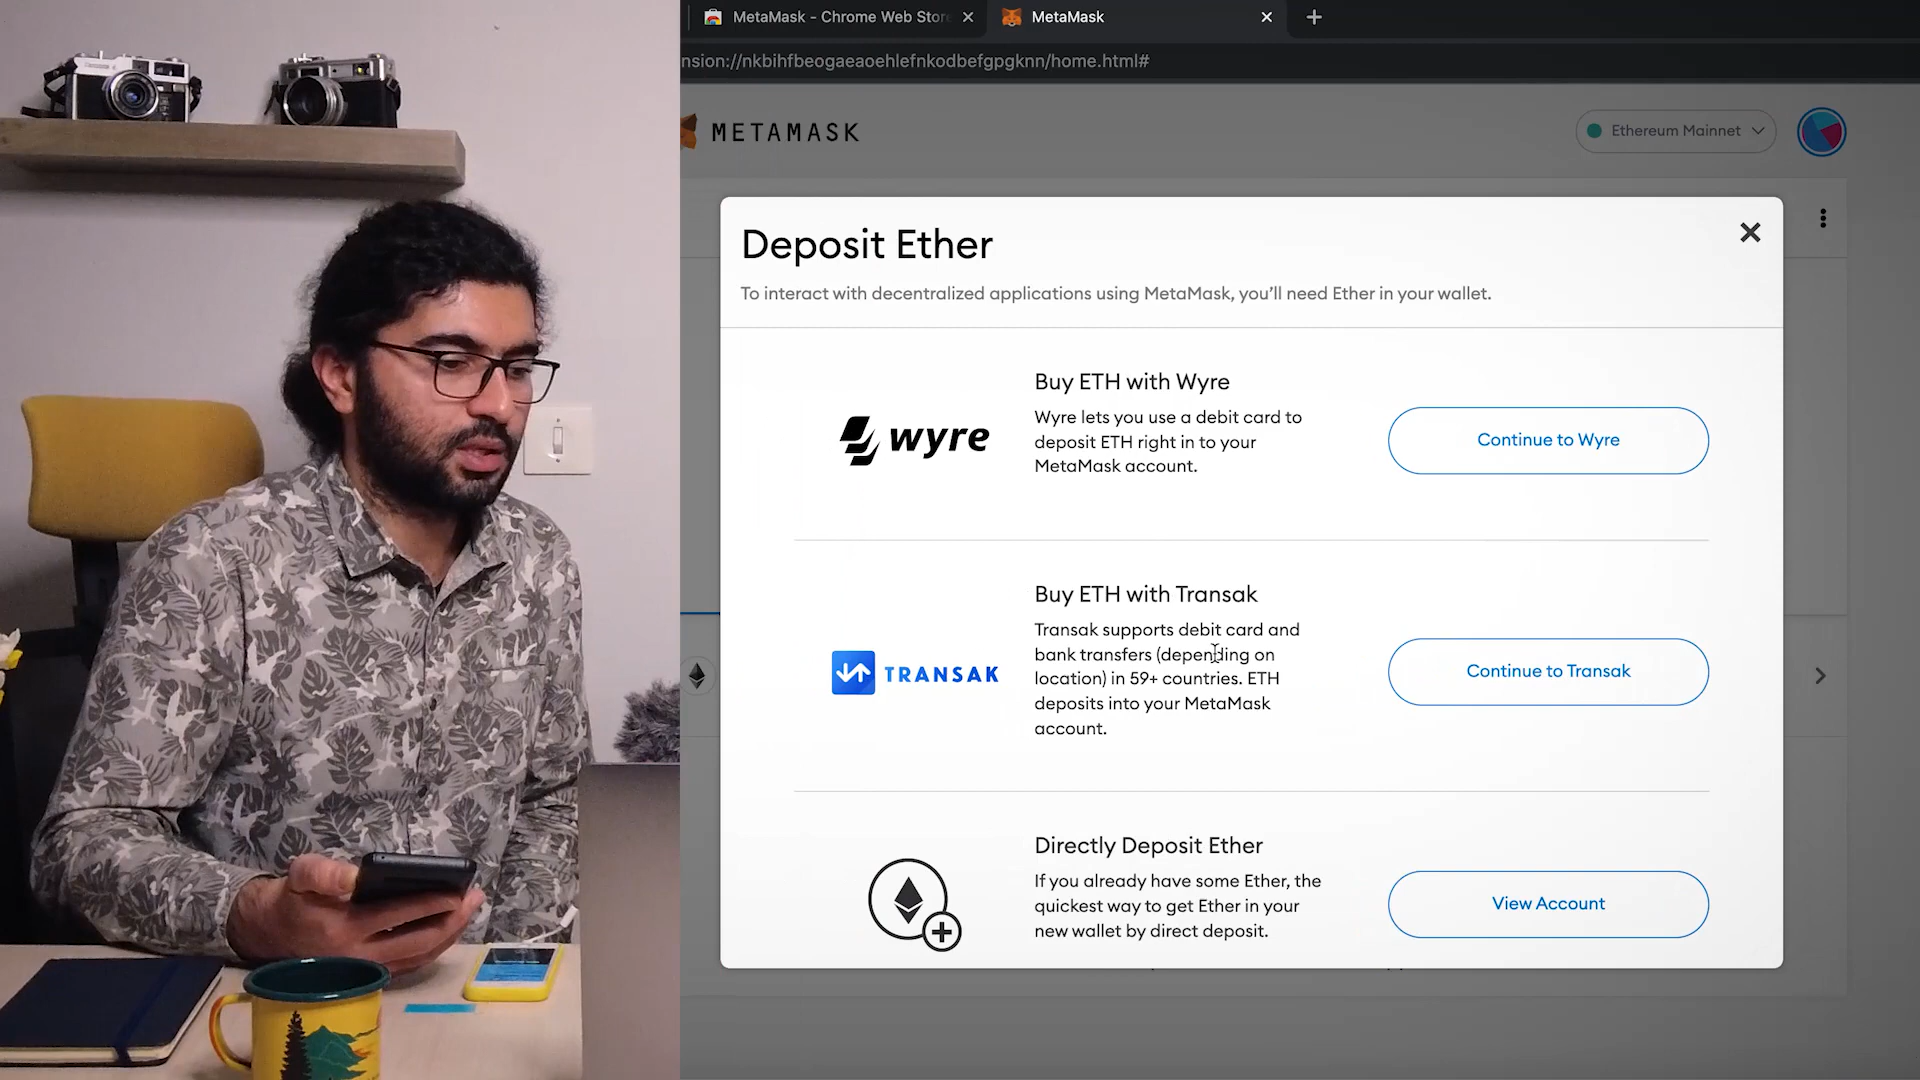 MetaMask - Chrome Web Stor
MetaMask
nsion://nkbihfbeogaeaoehlefnkodbefgpgknn/home.html#
METAMASK
Ethereum Mainnet
Deposit Ether
To interact with decentralized applications using MetaMask, you'll need Ether in your wallet.
wyre
Buy ETH with Wyre
Wyre lets you use a debit card to
deposit ETH right in to your
MetaMask account.
Continue to Wyre
TRANSAK
Buy ETH with Transak
Transak supports debit card and
bank transfers (depending on
location) in 59+ countries. ETH
deposits into your MetaMask
account.
Continue to Transak
Directly Deposit Ether
If you already have some Ether, the
quickest way to get Ether in your
new wallet by direct deposit.
View Account